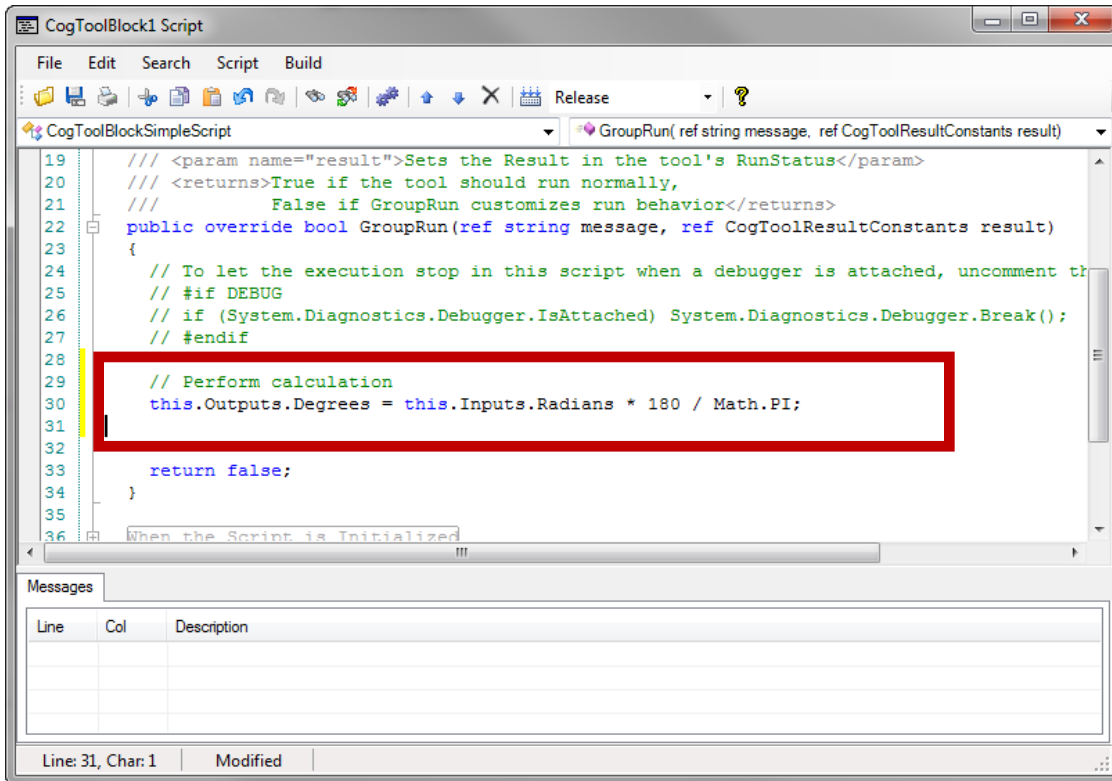 CogToolBlock1 Script
File Edit Search Script Build
Release
CogToolBlockSimpleScript GroupRun( ref string message, ref CogToolResultConstants result)
19 /// <param name="result">Sets the Result in the tool's RunStatus</param>
20 /// <returns>True if the tool should run normally,
21 /// False if GroupRun customizes run behavior</returns>
22 public override bool GroupRun(ref string message, ref CogToolResultConstants result)
23 {
24 // To let the execution stop in this script when a debugger is attached, uncomment th
25 // #if DEBUG
26 // if (System.Diagnostics.Debugger.IsAttached) System.Diagnostics.Debugger.Break();
27 // #endif
28
29 // Perform calculation
30 this.Outputs.Degrees = this.Inputs.Radians * 180 / Math.PI;
31
32
33 return false;
34 }
35
36 When the Script is Initialized
Messages
Line Col Description
Line: 31, Char: 1 Modified